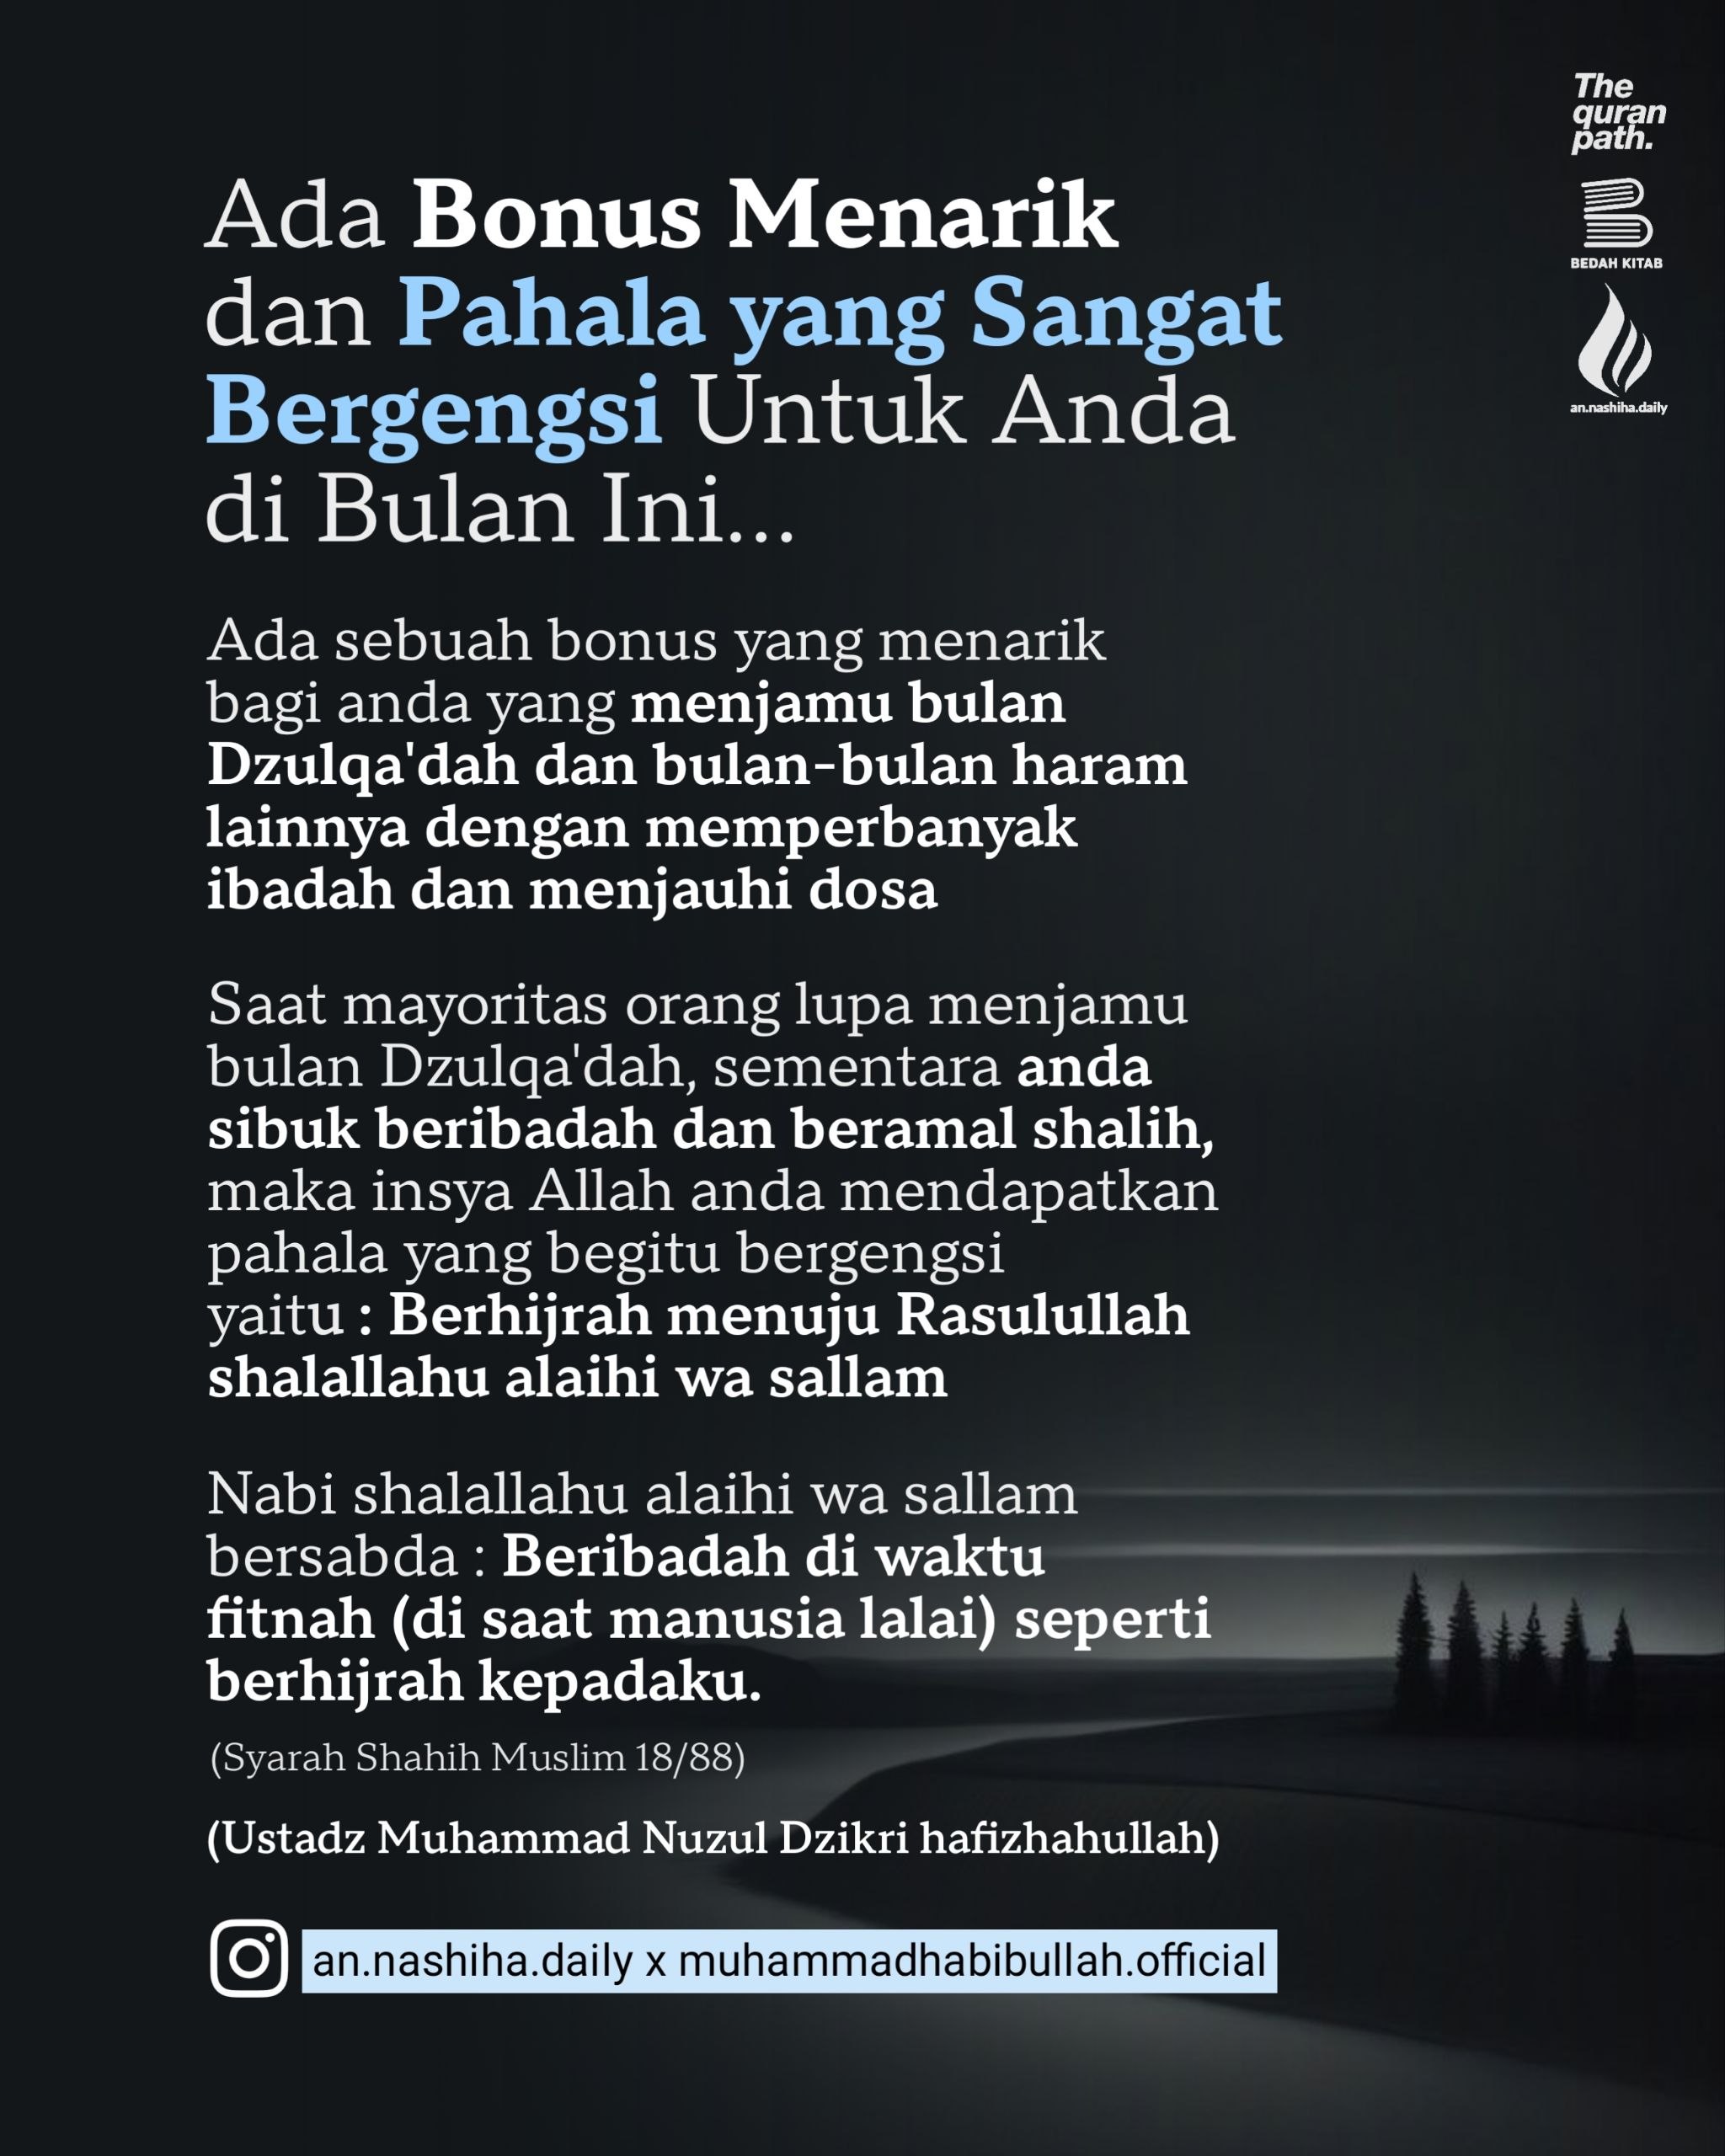 The
quran
path.
BEDAH KITAB
an.nashiha.daily
Ada Bonus Menarik
dan Pahala yang Sangat
Bergengsi Untuk Anda
di Bulan Ini...
Ada sebuah bonus yang menarik
bagi anda yang menjamu bulan
Dzulqa'dah dan bulan-bulan haram
lainnya dengan memperbanyak
ibadah dan menjauhi dosa
Saat mayoritas orang lupa menjamu
bulan Dzulqa'dah, sementara anda
sibuk beribadah dan beramal shalih,
maka insya Allah anda mendapatkan
pahala yang begitu bergengsi
yaitu : Berhijrah menuju Rasulullah
shalallahu alaihi wa sallam
Nabi shalallahu alaihi wa sallam
bersabda : Beribadah di waktu
fitnah (di saat manusia lalai) seperti
berhijrah kepadaku.
(Syarah Shahih Muslim 18/88)
(Ustadz Muhammad Nuzul Dzikri hafizhahullah)
an.nashiha.daily x muhammadhabibullah.official